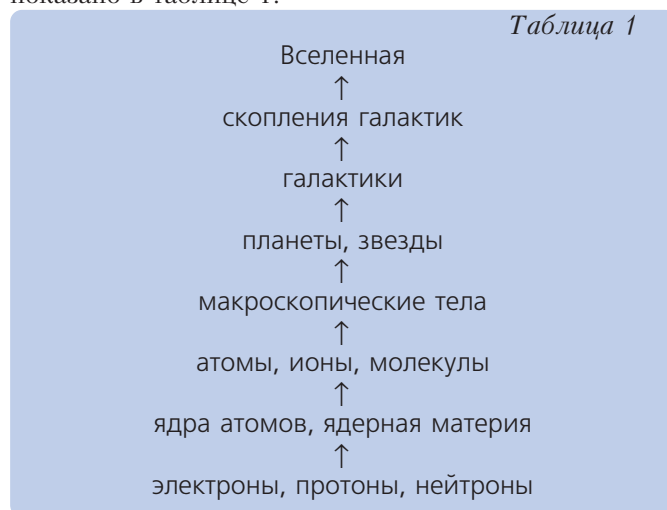 показано в таблице 1.
Таблица 1
Вселенная
↑
скопления галактик
↑
галактики
↑
планеты, звезды
↑
макроскопические тела
↑
атомы, ионы, молекулы
↑
ядра атомов, ядерная материя
↑
электроны, протоны, нейтроны